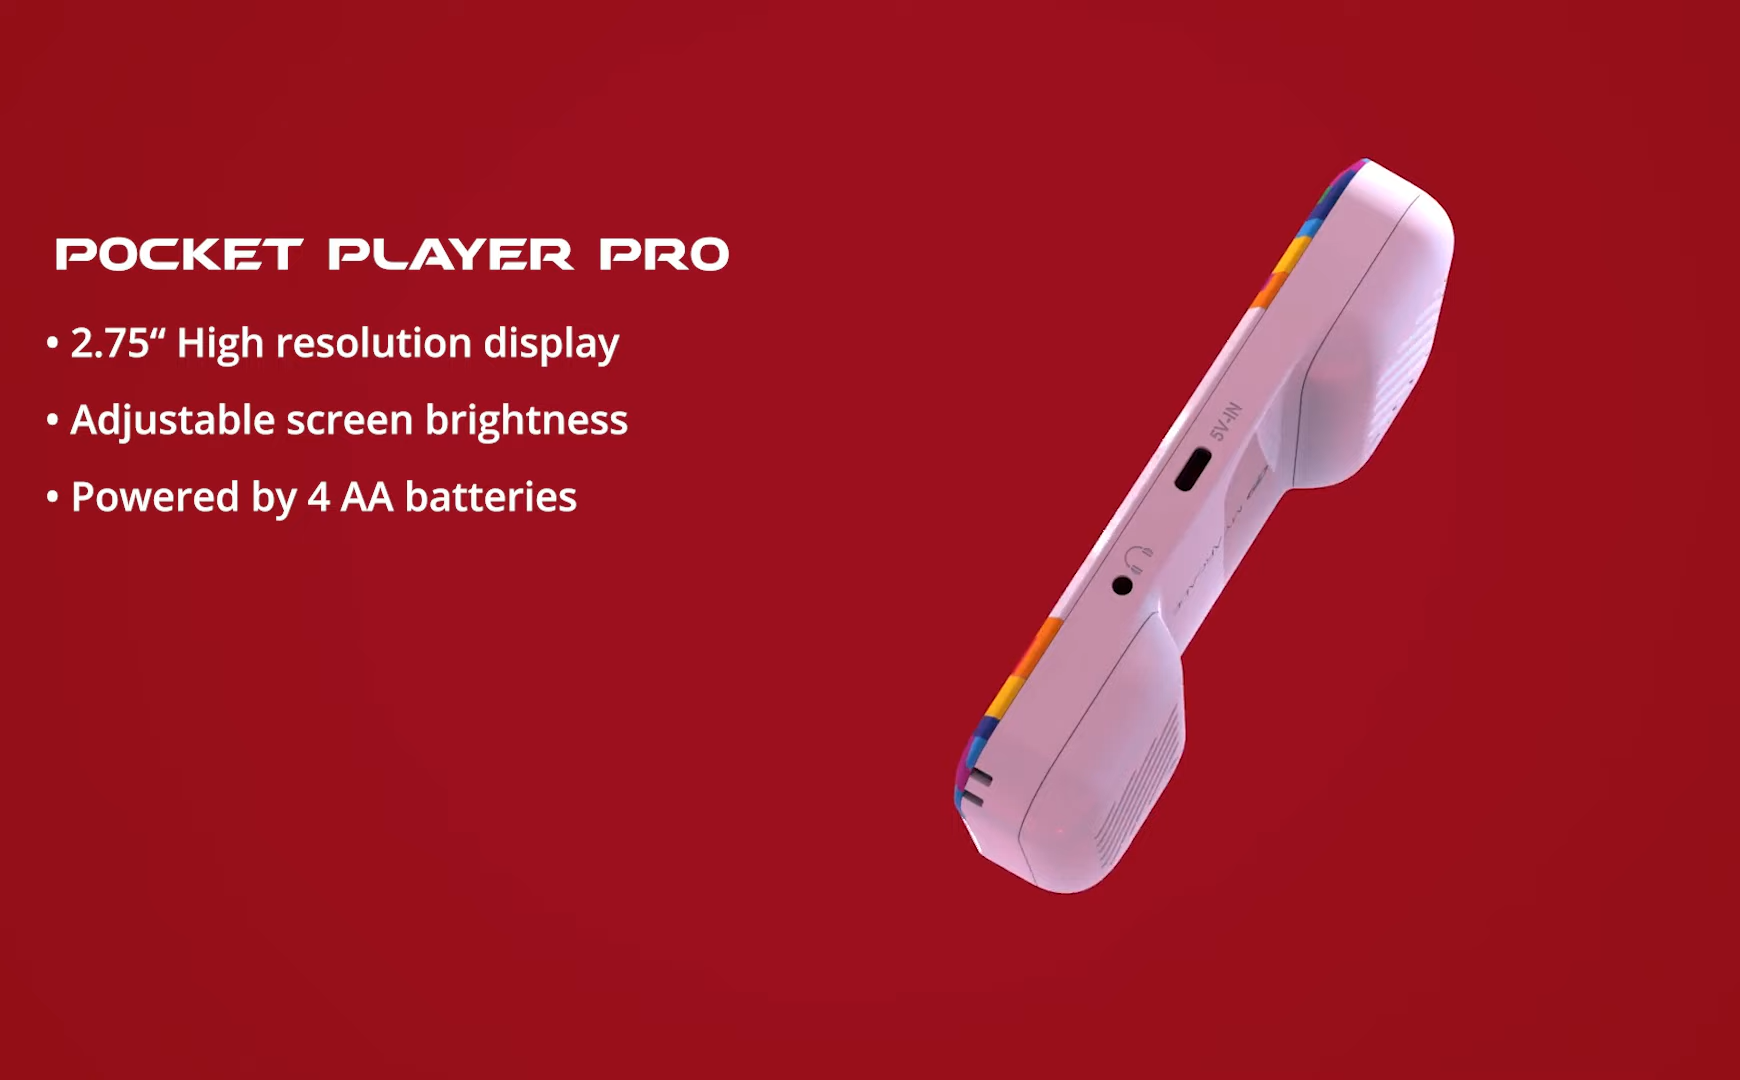 POCKET PLAYER PRO
• 2.75“ High resolution display
• Adjustable screen brightness
• Powered by 4 AA batteries
5V-IN